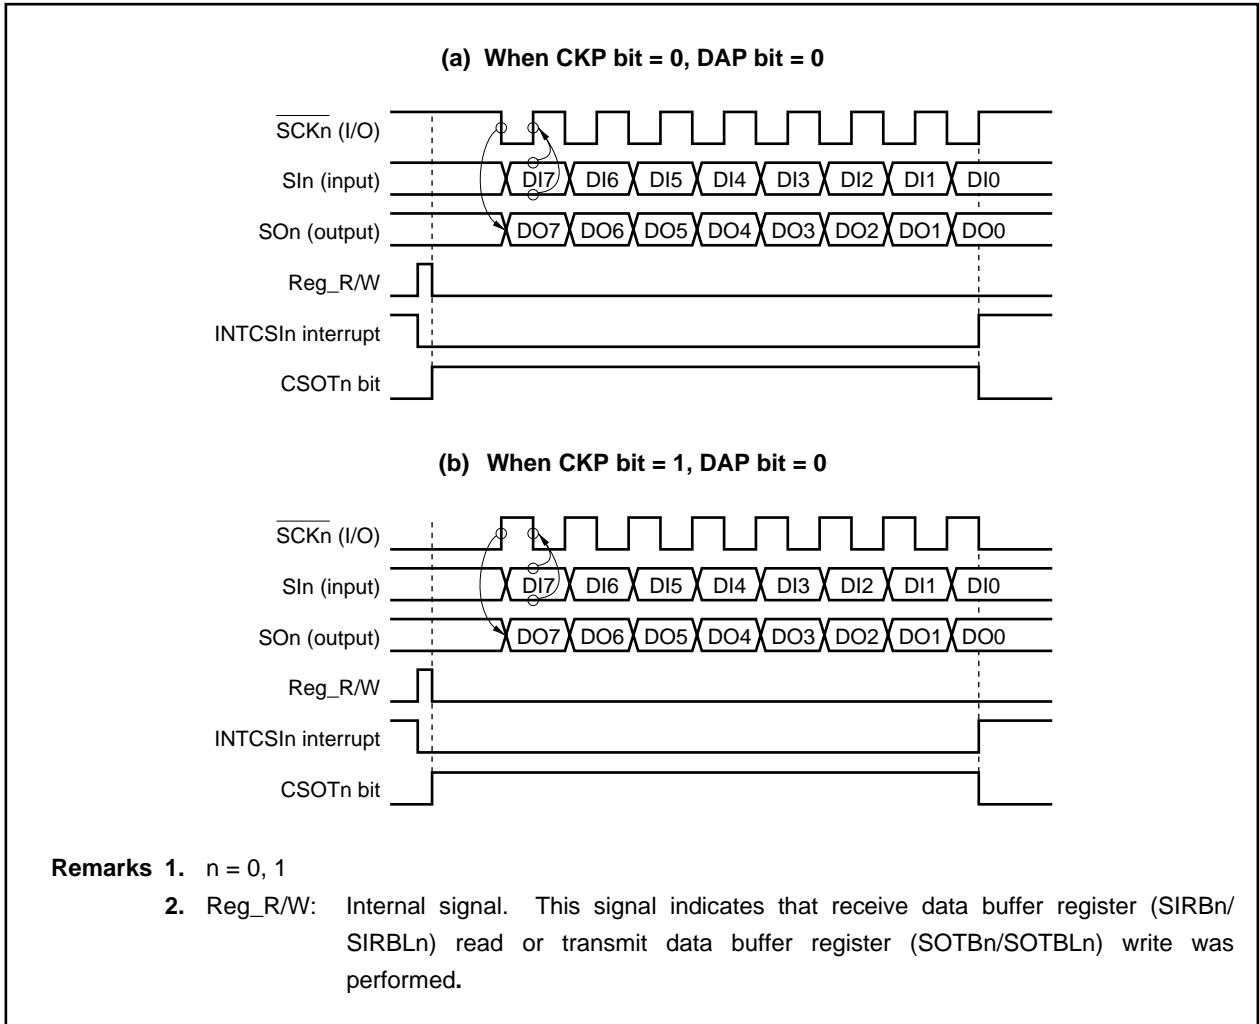 (a) When CKP bit = 0, DAP bit = 0
SCKn (I/O)
SIn (input) DI7 DI6 DI5 DI4 DI3 DI2 DI1 DI0
SOn (output) DO7 DO6 DO5 DO4 DO3 DO2 DO1 DO0
Reg_R/W
INTCSIn interrupt
CSOTn bit
(b) When CKP bit = 1, DAP bit = 0
SCKn (I/O)
SIn (input) DI7 DI6 DI5 DI4 DI3 DI2 DI1 DI0
SOn (output) DO7 DO6 DO5 DO4 DO3 DO2 DO1 DO0
Reg_R/W
INTCSIn interrupt
CSOTn bit
Remarks 1. n = 0, 1
2. Reg_R/W: Internal signal. This signal indicates that receive data buffer register (SIRBn/
SIRBLn) read or transmit data buffer register (SOTBn/SOTBLn) write was
performed.